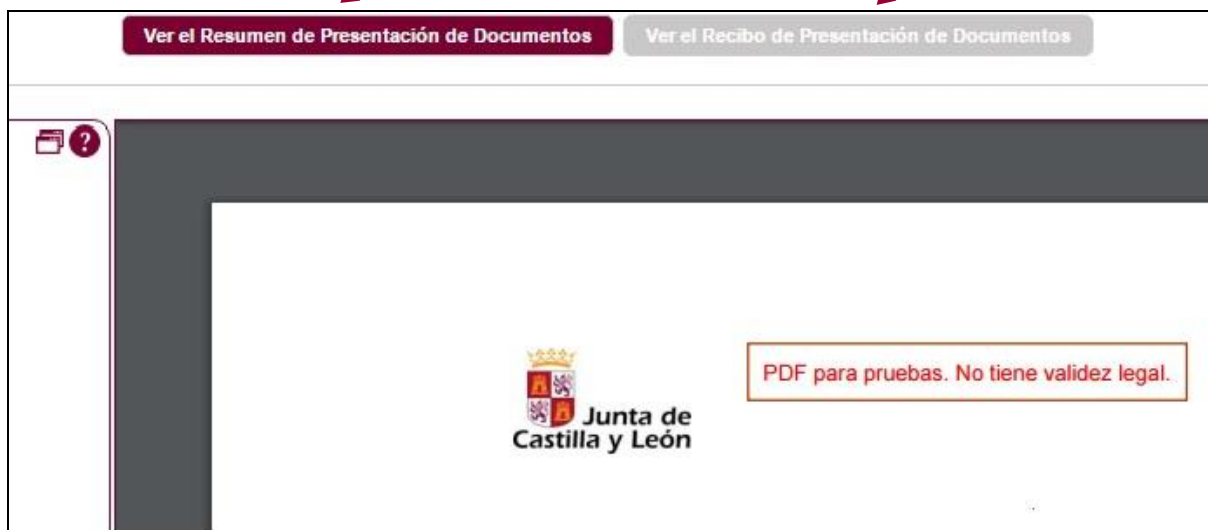 Ver el Resumen de Presentación de Documentos
Ver el Recibo de Presentación de Documentos
?
PDF para pruebas. No tiene validez legal.
Junta de
Castilla y León